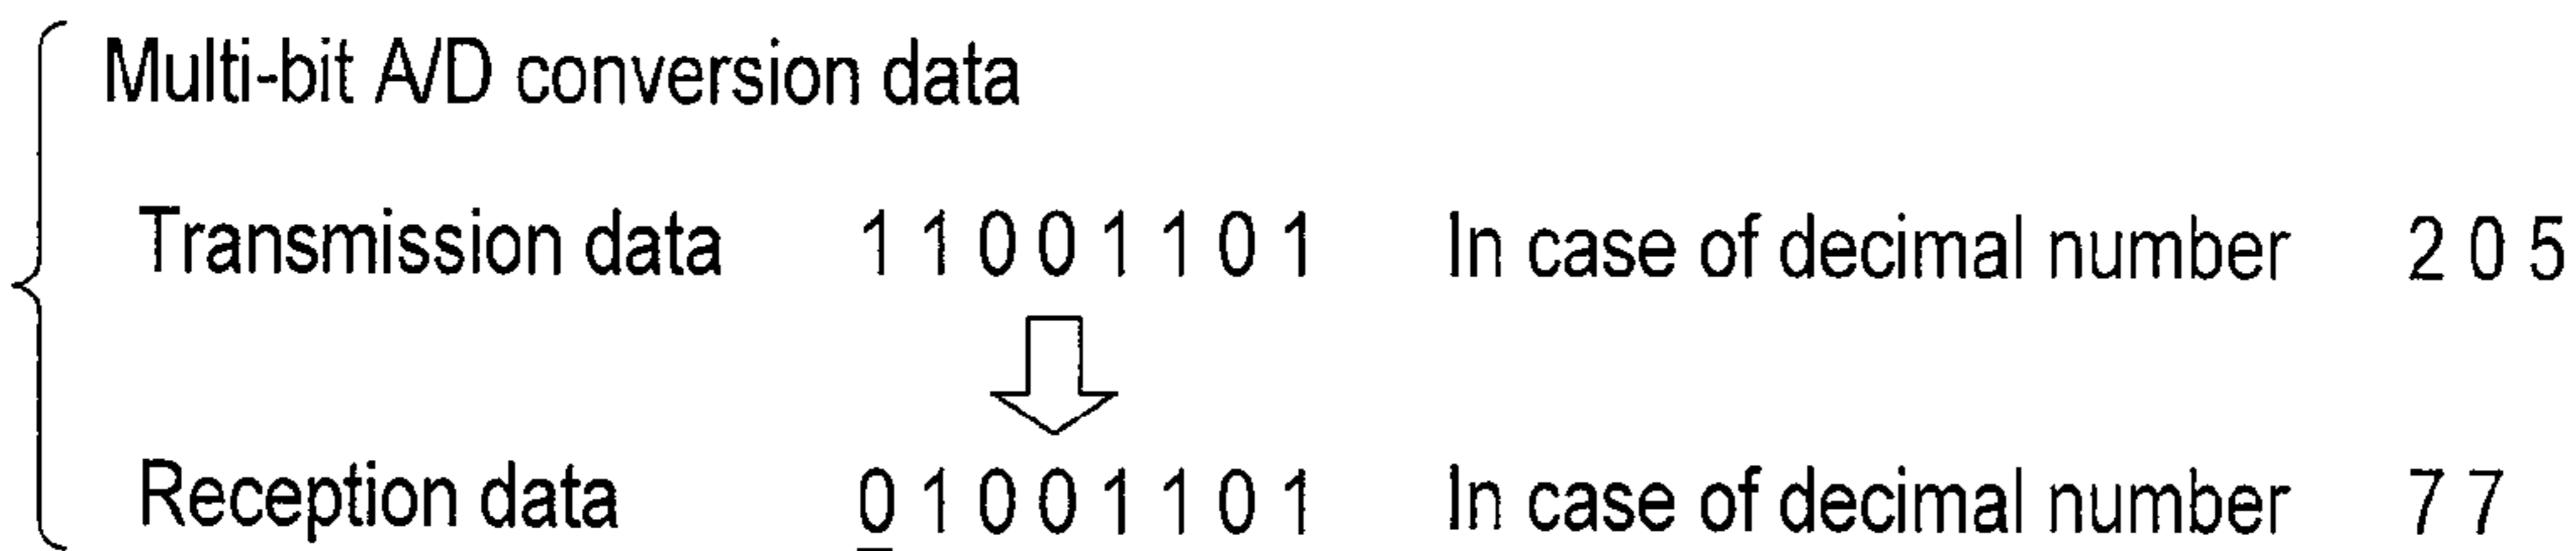 Multi-bit A/D conversion data
Transmission data 1 1 0 0 1 1 0 1 In case of decimal number 2 0 5
Reception data 0 1 0 0 1 1 0 1 In case of decimal number 7 7